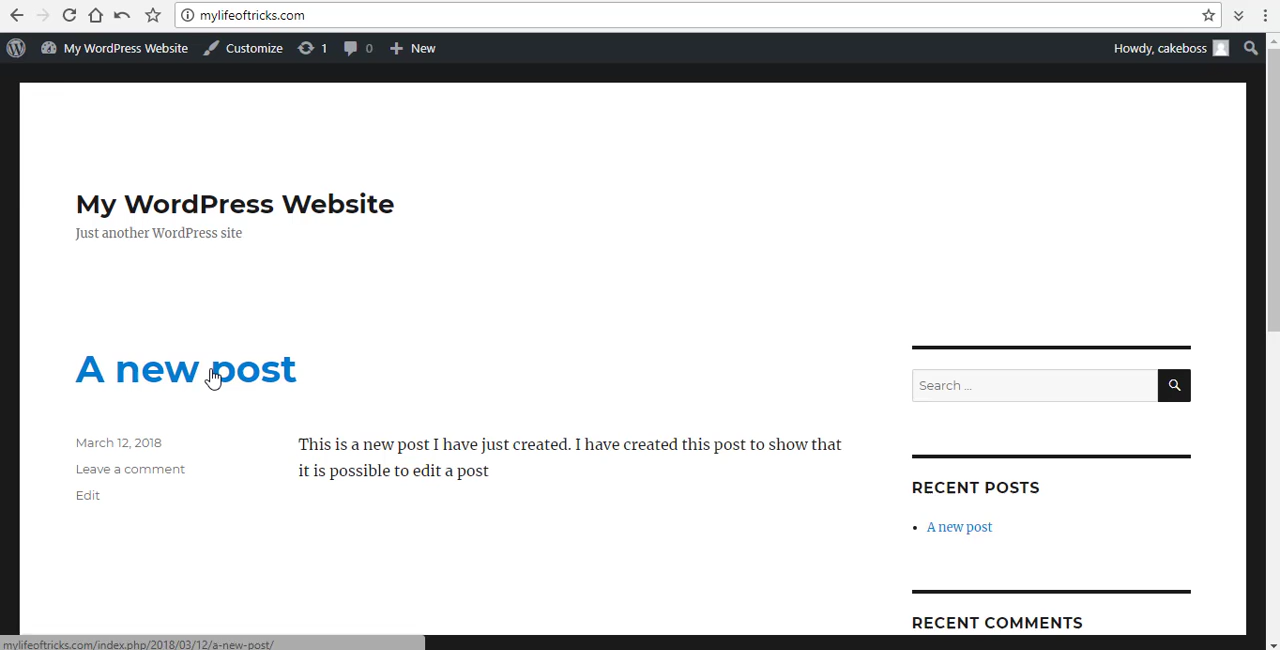 mylifeoftricks.com
My WordPress Website
Customize
1
0
New
Howdy, cakeboss
My WordPress Website
Just another WordPress site
A new post
Search ...
March 12, 2018
Leave a comment
Edit
This is a new post I have just created. I have created this post to show that
it is possible to edit a post
RECENT POSTS
A new post
RECENT COMMENTS
mylifeoftricks.com/index.php/2018/03/12/a-new-post/